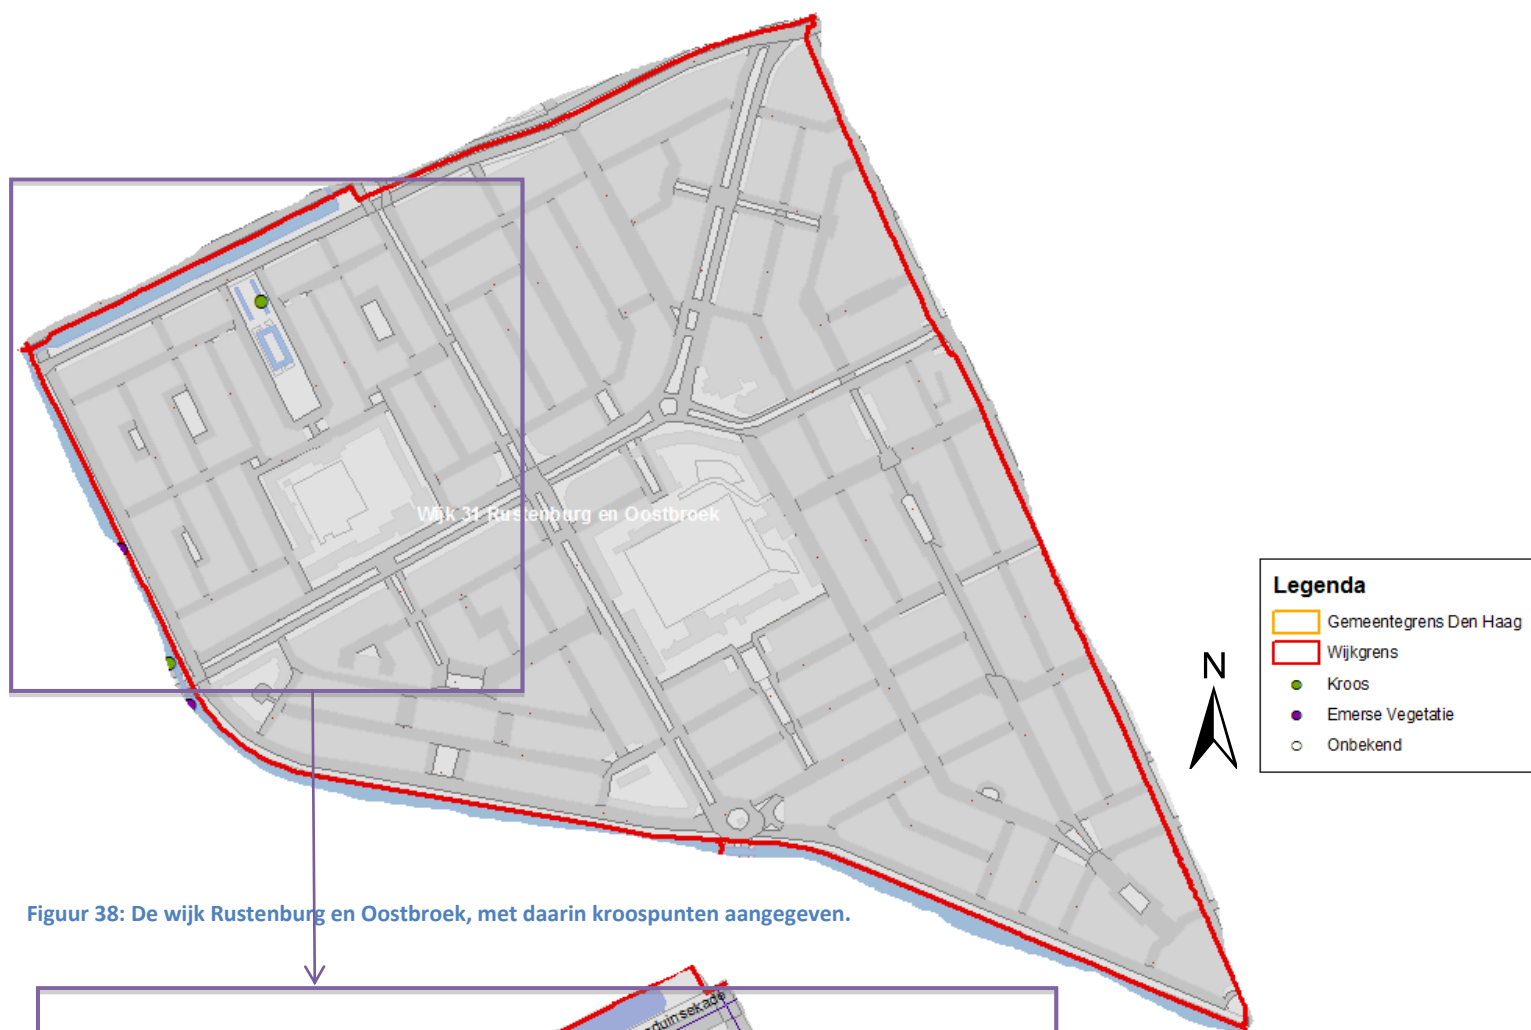 Wijk 31 Rustenburg en Oostbroek
Legenda
Gemeentegrens Den Haag
Wijkgrens
Kroos
Emerse Vegetatie
Onbekend
N
Figuur 38: De wijk Rustenburg en Oostbroek, met daarin kroospunten aangegeven.